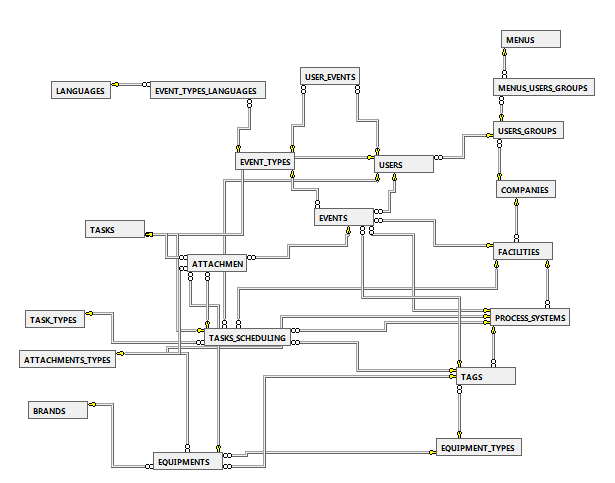 MENUS
USER_EVENTS
LANGUAGES
EVENT_TYPES_LANGUAGES
MENUS_USERS_GROUPS
USERS_GROUPS
EVENT_TYPES
USERS
COMPANIES
EVENTS
TASKS
FACILITIES
ATTACHMEN
TASK_TYPES
PROCESS_SYSTEMS
TASKS_SCHEDULING
ATTACHMENTS_TYPES
TAGS
BRANDS
EQUIPMENT_TYPES
EQUIPMENTS